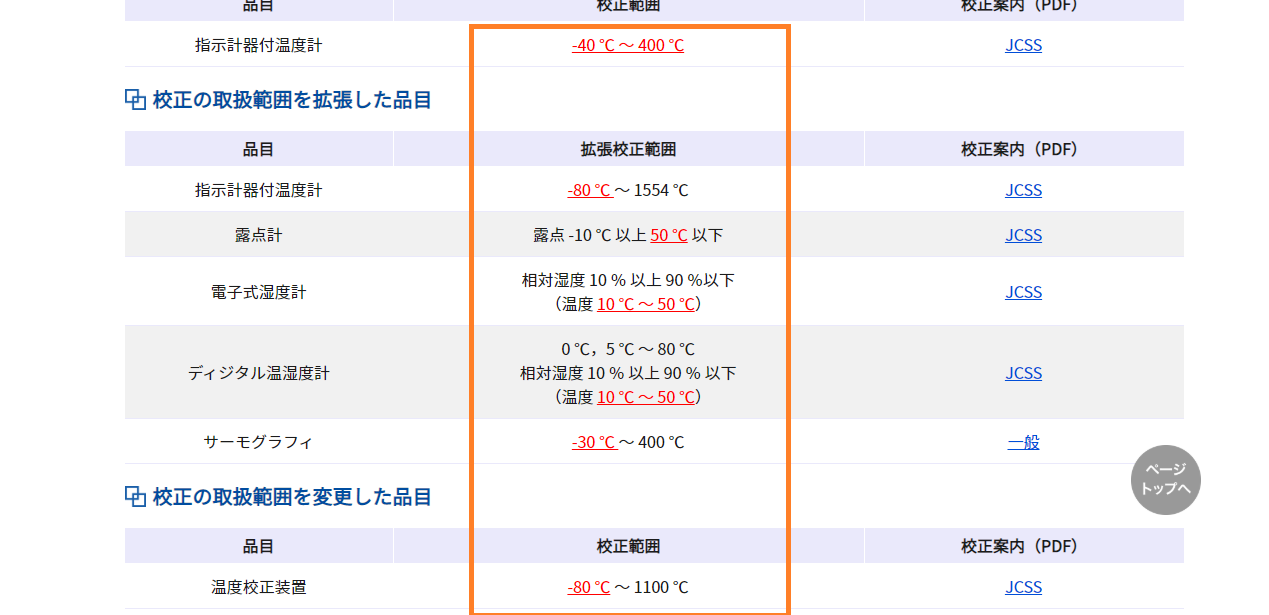 品目 校正範囲 校正案内（PDF）
指示計器付温度計 -40 ℃ ～ 400 ℃ JCSS
校正の取扱範囲を拡張した品目
品目 拡張校正範囲 校正案内（PDF）
指示計器付温度計 -80 ℃ ～ 1554 ℃ JCSS
露点計 露点 -10 ℃ 以上 50 ℃ 以下 JCSS
電子式湿度計 相対湿度 10 % 以上 90 %以下
（温度 10 ℃ ～ 50 ℃） JCSS
ディジタル温湿度計 0 ℃，5 ℃ ～ 80 ℃
相対湿度 10 % 以上 90 % 以下
（温度 10 ℃ ～ 50 ℃） JCSS
サーモグラフィ -30 ℃ ～ 400 ℃ 一般
ページ
トップへ
校正の取扱範囲を変更した品目
品目 校正範囲 校正案内（PDF）
温度校正装置 -80 ℃ ～ 1100 ℃ JCSS